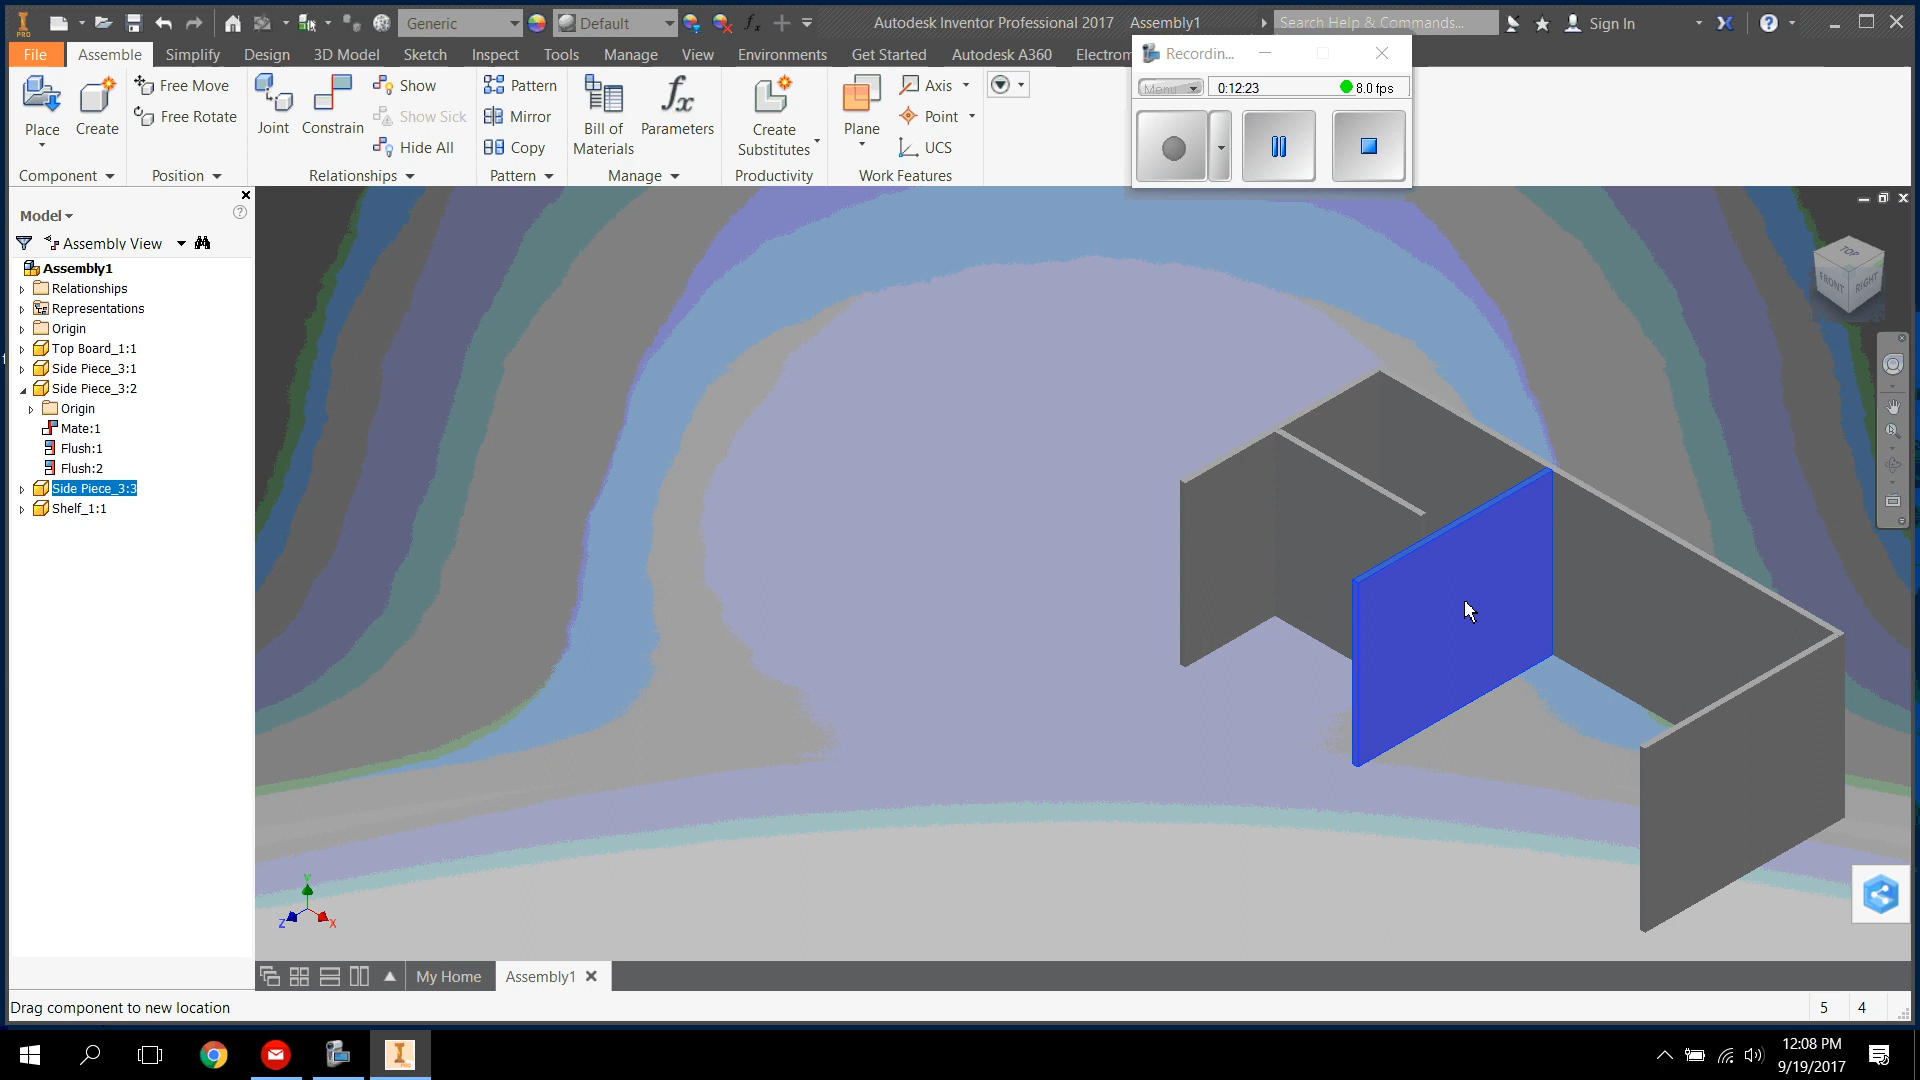 PRO
Generic
Default
fx
Autodesk Inventor Professional 2017 Assembly1
Search Help & Commands...
Sign In
File
Assemble
Simplify
Design
3D Model
Sketch
Inspect
Tools
Manage
View
Environments
Get Started
Autodesk A360
Electrom
Recordin...
Menu
0:12:23
8.0 fps
Place
Create
Free Move
Free Rotate
Joint
Constrain
Show
Show Sick
Hide All
Pattern
Mirror
Copy
Bill of
Materials
fx
Parameters
Create
Substitutes
Plane
Axis
Point
UCS
Component
Position
Relationships
Pattern
Manage
Productivity
Work Features
Model
Assembly View
Assembly1
Relationships
Representations
Origin
Top Board_1:1
Side Piece_3:1
Side Piece_3:2
Origin
Mate:1
Flush:1
Flush:2
Side Piece_3:3
Shelf_1:1
TOP
FRONT
RIGHT
Y
Z
X
My Home
Assembly1
Drag component to new location
5
4
PRO
12:08 PM
9/19/2017